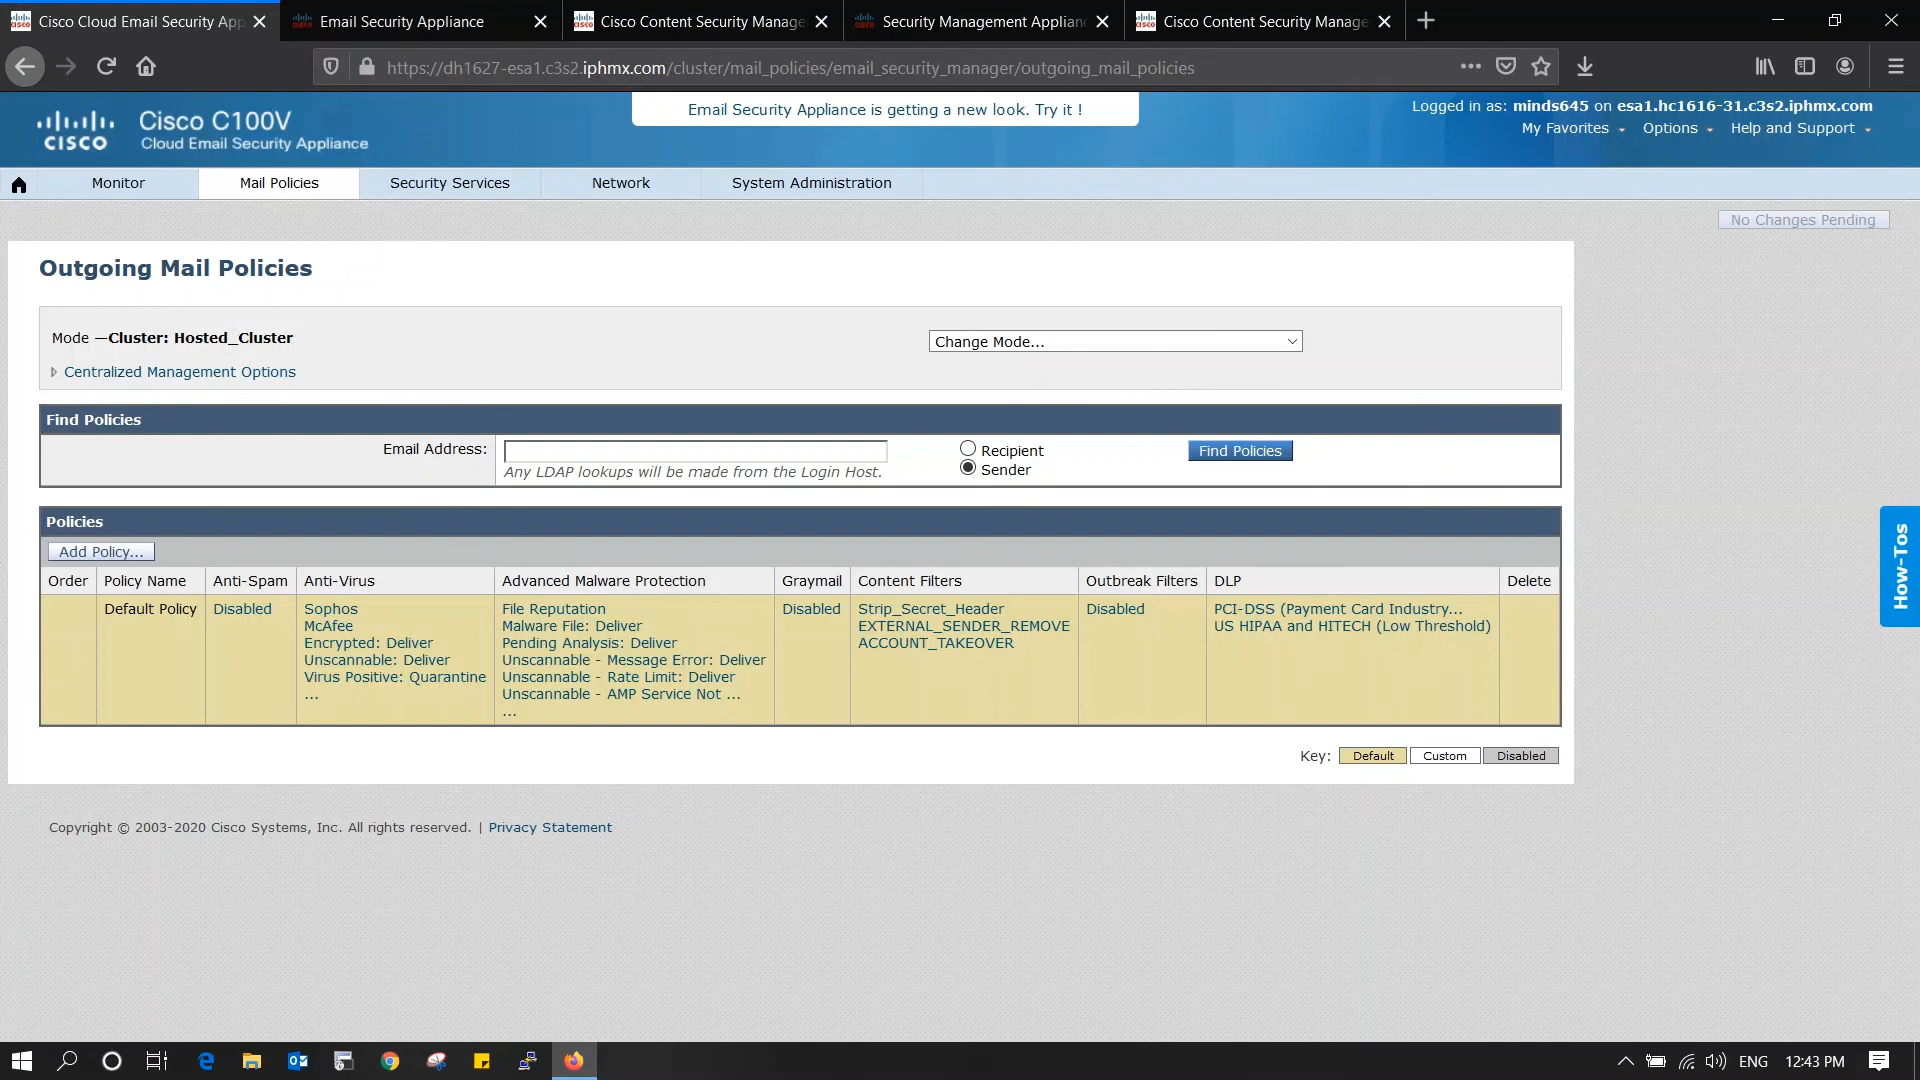 Cisco Cloud Email Security App
Email Security Appliance
Cisco Content Security Manage
Security Management Applian
Cisco Content Security Manage
https://dh1627-esa1.c3s2.iphmx.com/cluster/mail_policies/email_security_manager/outgoing_mail_policies
CISCO
Cisco C100V
Cloud Email Security Appliance
Email Security Appliance is getting a new look. Try it !
Logged in as: minds645 on esa1.hc1616-31.c3s2.iphmx.com
My Favorites Options Help and Support
Monitor
Mail Policies
Security Services
Network
System Administration
No Changes Pending
Outgoing Mail Policies
Mode —Cluster: Hosted_Cluster
Change Mode...
Centralized Management Options
Find Policies
Email Address:
Any LDAP lookups will be made from the Login Host.
Recipient
Sender
Find Policies
Policies
Add Policy...
Order Policy Name Anti-Spam Anti-Virus Advanced Malware Protection Graymail Content Filters Outbreak Filters DLP Delete
Default Policy
Disabled
Sophos
McAfee
Encrypted: Deliver
Unscannable: Deliver
Virus Positive: Quarantine
...
File Reputation
Malware File: Deliver
Pending Analysis: Deliver
Unscannable - Message Error: Deliver
Unscannable - Rate Limit: Deliver
Unscannable - AMP Service Not ...
...
Disabled
Strip_Secret_Header
EXTERNAL_SENDER_REMOVE
ACCOUNT_TAKEOVER
Disabled
PCI-DSS (Payment Card Industry...
US HIPAA and HITECH (Low Threshold)
Key: Default Custom Disabled
How-Tos
Copyright © 2003-2020 Cisco Systems, Inc. All rights reserved. | Privacy Statement
ENG 12:43 PM